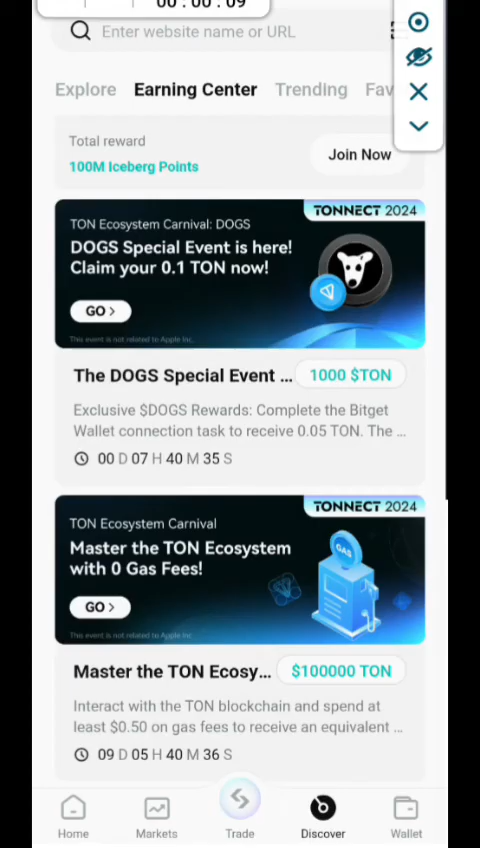 00 : 00 : 09
Enter website name or URL
Explore Earning Center Trending Fav
Total reward
100M Iceberg Points
Join Now
TONNECT 2024
TON Ecosystem Carnival: DOGS
DOGS Special Event is here!
Claim your 0.1 TON now!
GO >
This event is not related to Apple Inc.
The DOGS Special Event ... 1000 $TON
Exclusive $DOGS Rewards: Complete the Bitget
Wallet connection task to receive 0.05 TON. The ...
00 D 07 H 40 M 35 S
TONNECT 2024
TON Ecosystem Carnival
Master the TON Ecosystem
with 0 Gas Fees!
GAS
GO >
This event is not related to Apple Inc.
Master the TON Ecosy... $100000 TON
Interact with the TON blockchain and spend at
least $0.50 on gas fees to receive an equivalent ...
09 D 05 H 40 M 36 S
Home Markets Trade Discover Wallet